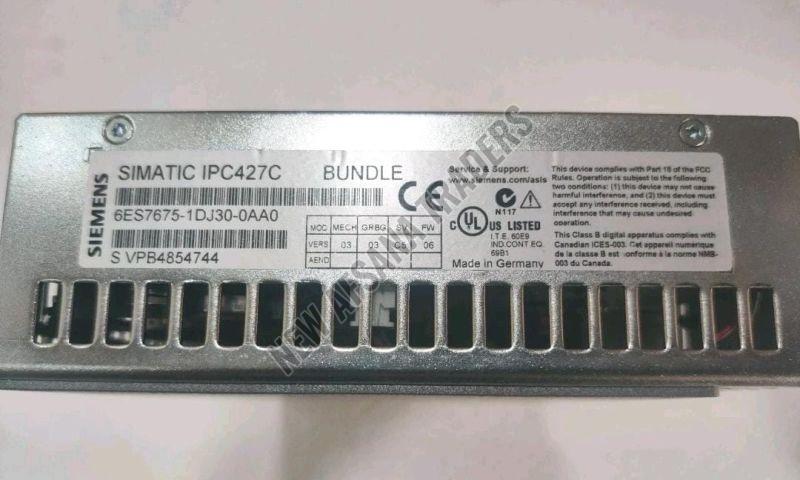 SIEMENS
SIMATIC IPC427C BUNDLE
6ES7675-1DJ30-0AA0
S VPB4854744
MOC MECH GRBG SW FW
VERS 03 03 06
AEND
CE
Service & Support:
www.siemens.com/asis
N117
C UL US LISTED
I.T.E. 60E9
IND.CONT.EQ.
69B1
Made in Germany
This device complies with Part 15 of the FCC
Rules. Operation is subject to the following
two conditions: (1) this device may not cause
harmful interference, and (2) this device must
accept any interference received, including
interference that may cause undesired
operation.
This Class B digital apparatus complies with
Canadian ICES-003. Cet appareil numérique
de la classe B est conforme à la norme NMB-
003 du Canada.
NEW AFSANA TRADERS